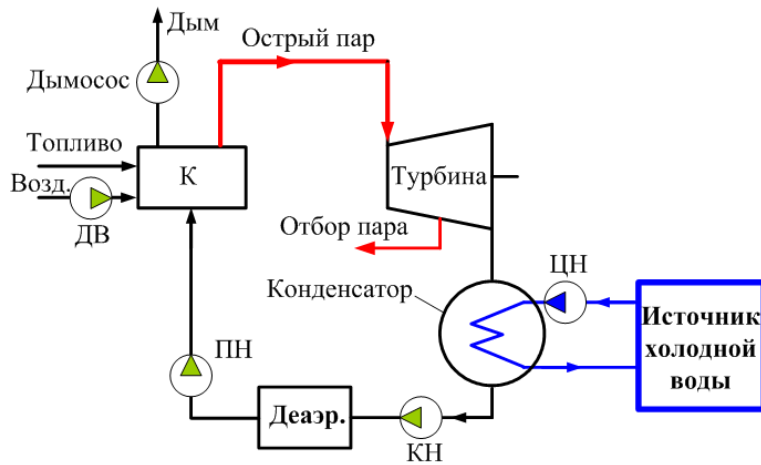 Дым
Острый пар
Дымосос
Топливо
К
Возд.
Турбина
ДВ
Отбор пара
ЦН
Конденсатор
Источник
холодной
воды
ПН
Деаэр.
КН